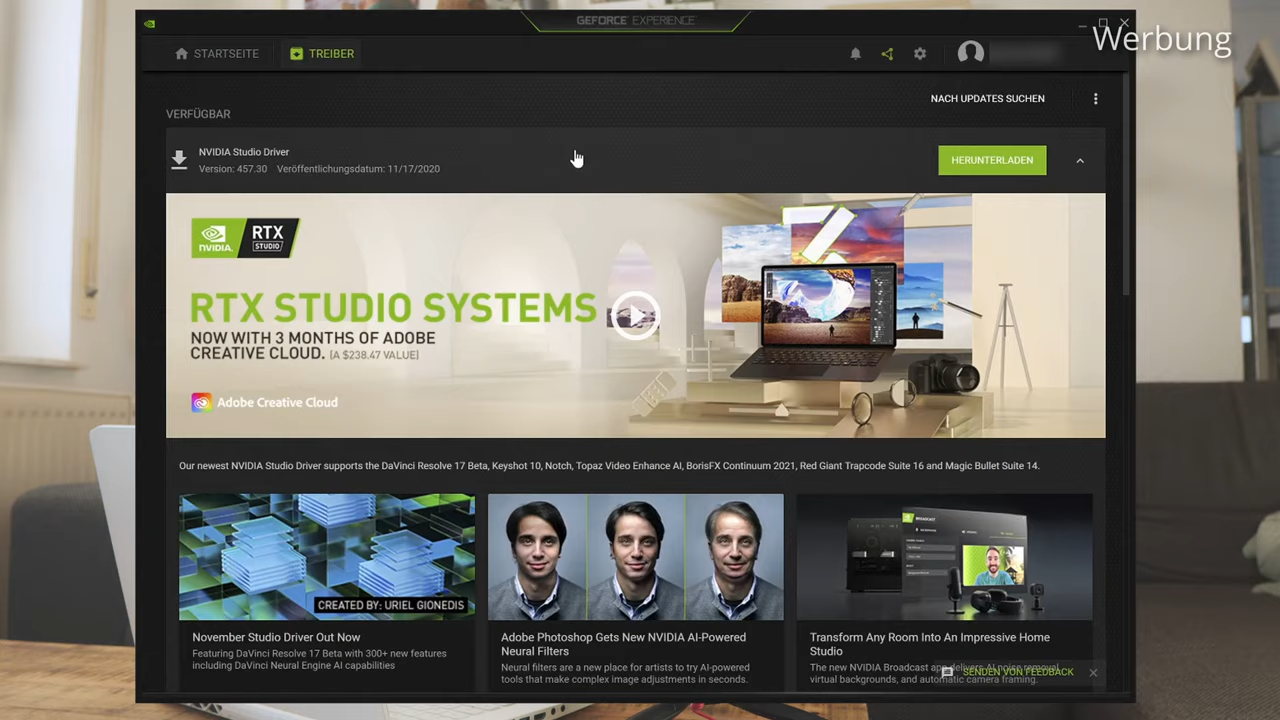 GEFORCE EXPERIENCE
Werbung
STARTSEITE
TREIBER
NACH UPDATES SUCHEN
VERFÜGBAR
NVIDIA Studio Driver
Version: 457.30 Veröffentlichungsdatum: 11/17/2020
HERUNTERLADEN
NVIDIA.
RTX
STUDIO
RTX STUDIO SYSTEMS
NOW WITH 3 MONTHS OF ADOBE
CREATIVE CLOUD. (A $238.47 VALUE)
Adobe Creative Cloud
Our newest NVIDIA Studio Driver supports the DaVinci Resolve 17 Beta, Keyshot 10, Notch, Topaz Video Enhance AI, BorisFX Continuum 2021, Red Giant Trapcode Suite 16 and Magic Bullet Suite 14.
CREATED BY: URIEL GIONEDIS
BROADCAST
November Studio Driver Out Now
Featuring DaVinci Resolve 17 Beta with 300+ new features
including DaVinci Neural Engine AI capabilities
Adobe Photoshop Gets New NVIDIA AI-Powered
Neural Filters
Neural filters are a new place for artists to try AI-powered
tools that make complex image adjustments in seconds.
Transform Any Room Into An Impressive Home
Studio
The new NVIDIA Broadcast app delivers AI noise removal,
virtual backgrounds, and automatic camera framing.
SENDEN VON FEEDBACK